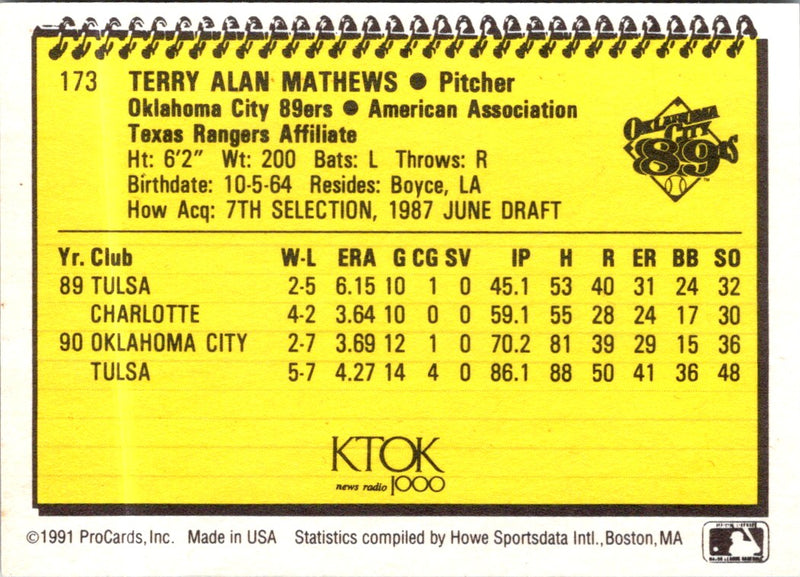 173 TERRY ALAN MATHEWS ● Pitcher
Oklahoma City 89ers ● American Association
Texas Rangers Affiliate
Ht: 6'2" Wt: 200 Bats: L Throws: R
Birthdate: 10-5-64 Resides: Boyce, LA
How Acq: 7TH SELECTION, 1987 JUNE DRAFT
OKLAHOMA
CITY
89ERS
TM
Yr. Club W-L ERA G CG SV IP H R ER BB SO
89 TULSA 2-5 6.15 10 1 0 45.1 53 40 31 24 32
CHARLOTTE 4-2 3.64 10 0 0 59.1 55 28 24 17 30
90 OKLAHOMA CITY 2-7 3.69 12 1 0 70.2 81 39 29 15 36
TULSA 5-7 4.27 14 4 0 86.1 88 50 41 36 48
KTOK
news radio 1000
©1991 ProCards, Inc. Made in USA Statistics compiled by Howe Sportsdata Intl., Boston, MA